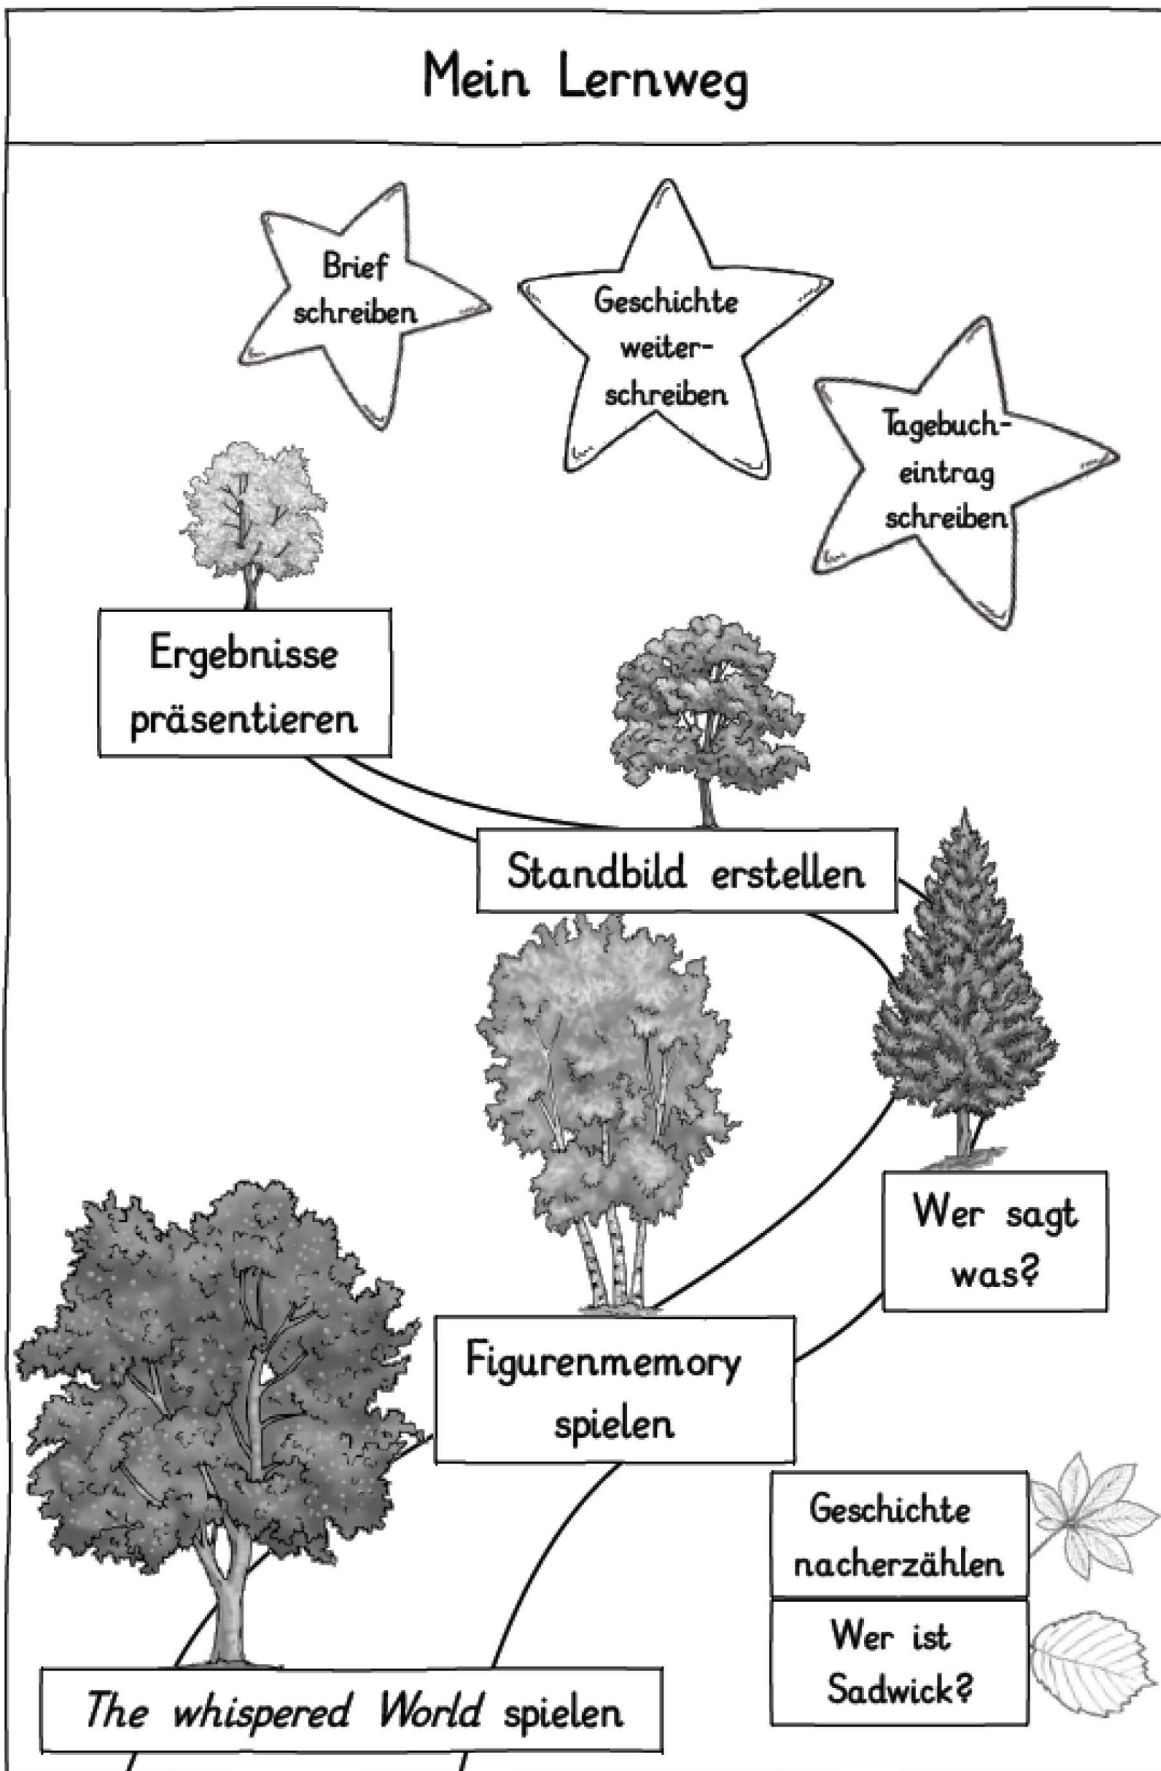 Mein Lernweg
Brief
schreiben
Geschichte
weiter-
schreiben
Tagebuch-
eintrag
schreiben
Ergebnisse
präsentieren
Standbild erstellen
Wer sagt
was?
Figurenmemory
spielen
Geschichte
nacherzählen
Wer ist
Sadwick?
The whispered World spielen